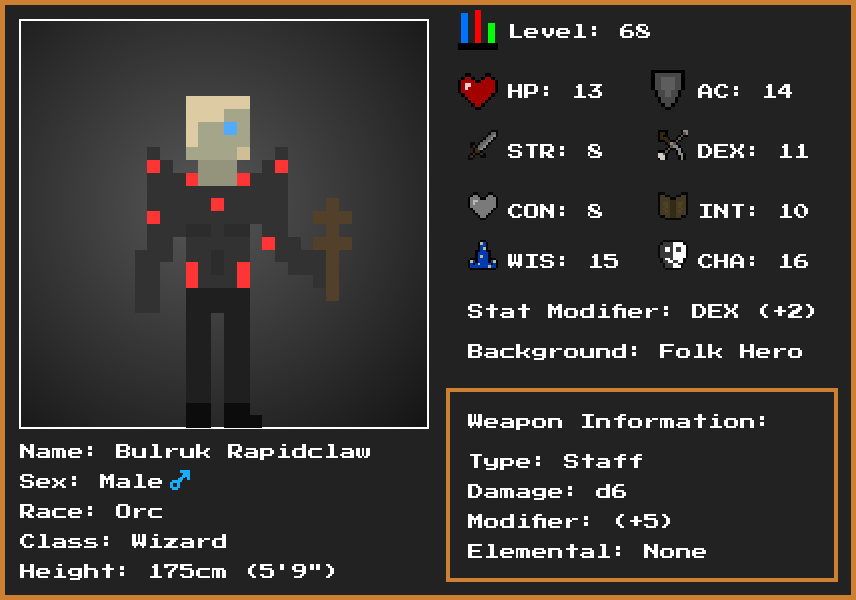 Level: 68
HP: 13
AC: 14
STR: 8
DEX: 11
CON: 8
INT: 10
WIS: 15
CHA: 16
Stat Modifier: DEX (+2)
Background: Folk Hero
Weapon Information:
Type: Staff
Damage: d6
Modifier: (+5)
Elemental: None
Name: Bulruk Rapidclaw
Sex: Male ♂
Race: Orc
Class: Wizard
Height: 175cm (5'9")